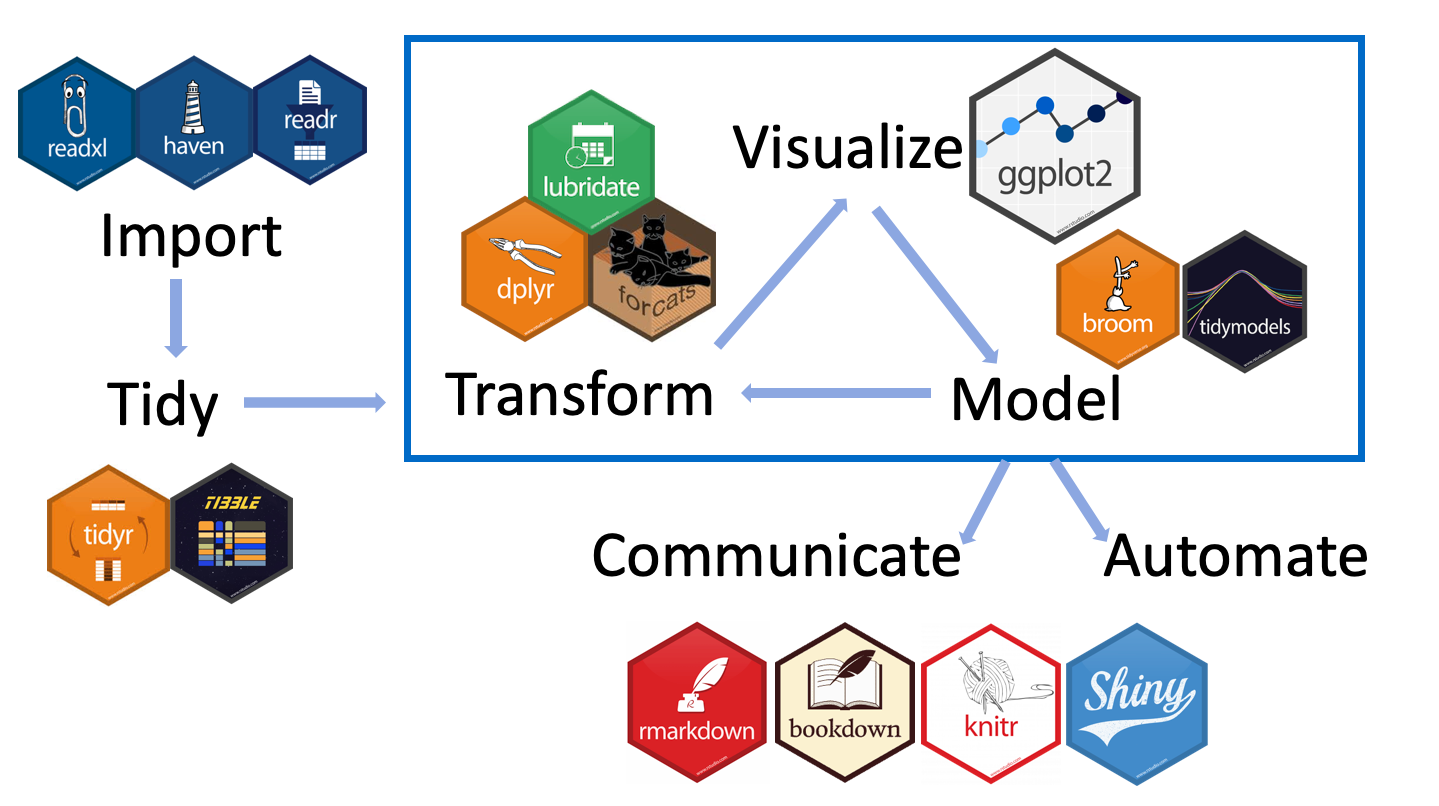 readxl
haven
readr
Import
Tidy
tidyr
TIBBLE
lubridate
dplyr
forcats
Transform
Visualize
ggplot2
broom
tidymodels
Model
Communicate
Automate
rmarkdown
bookdown
knitr
Shiny